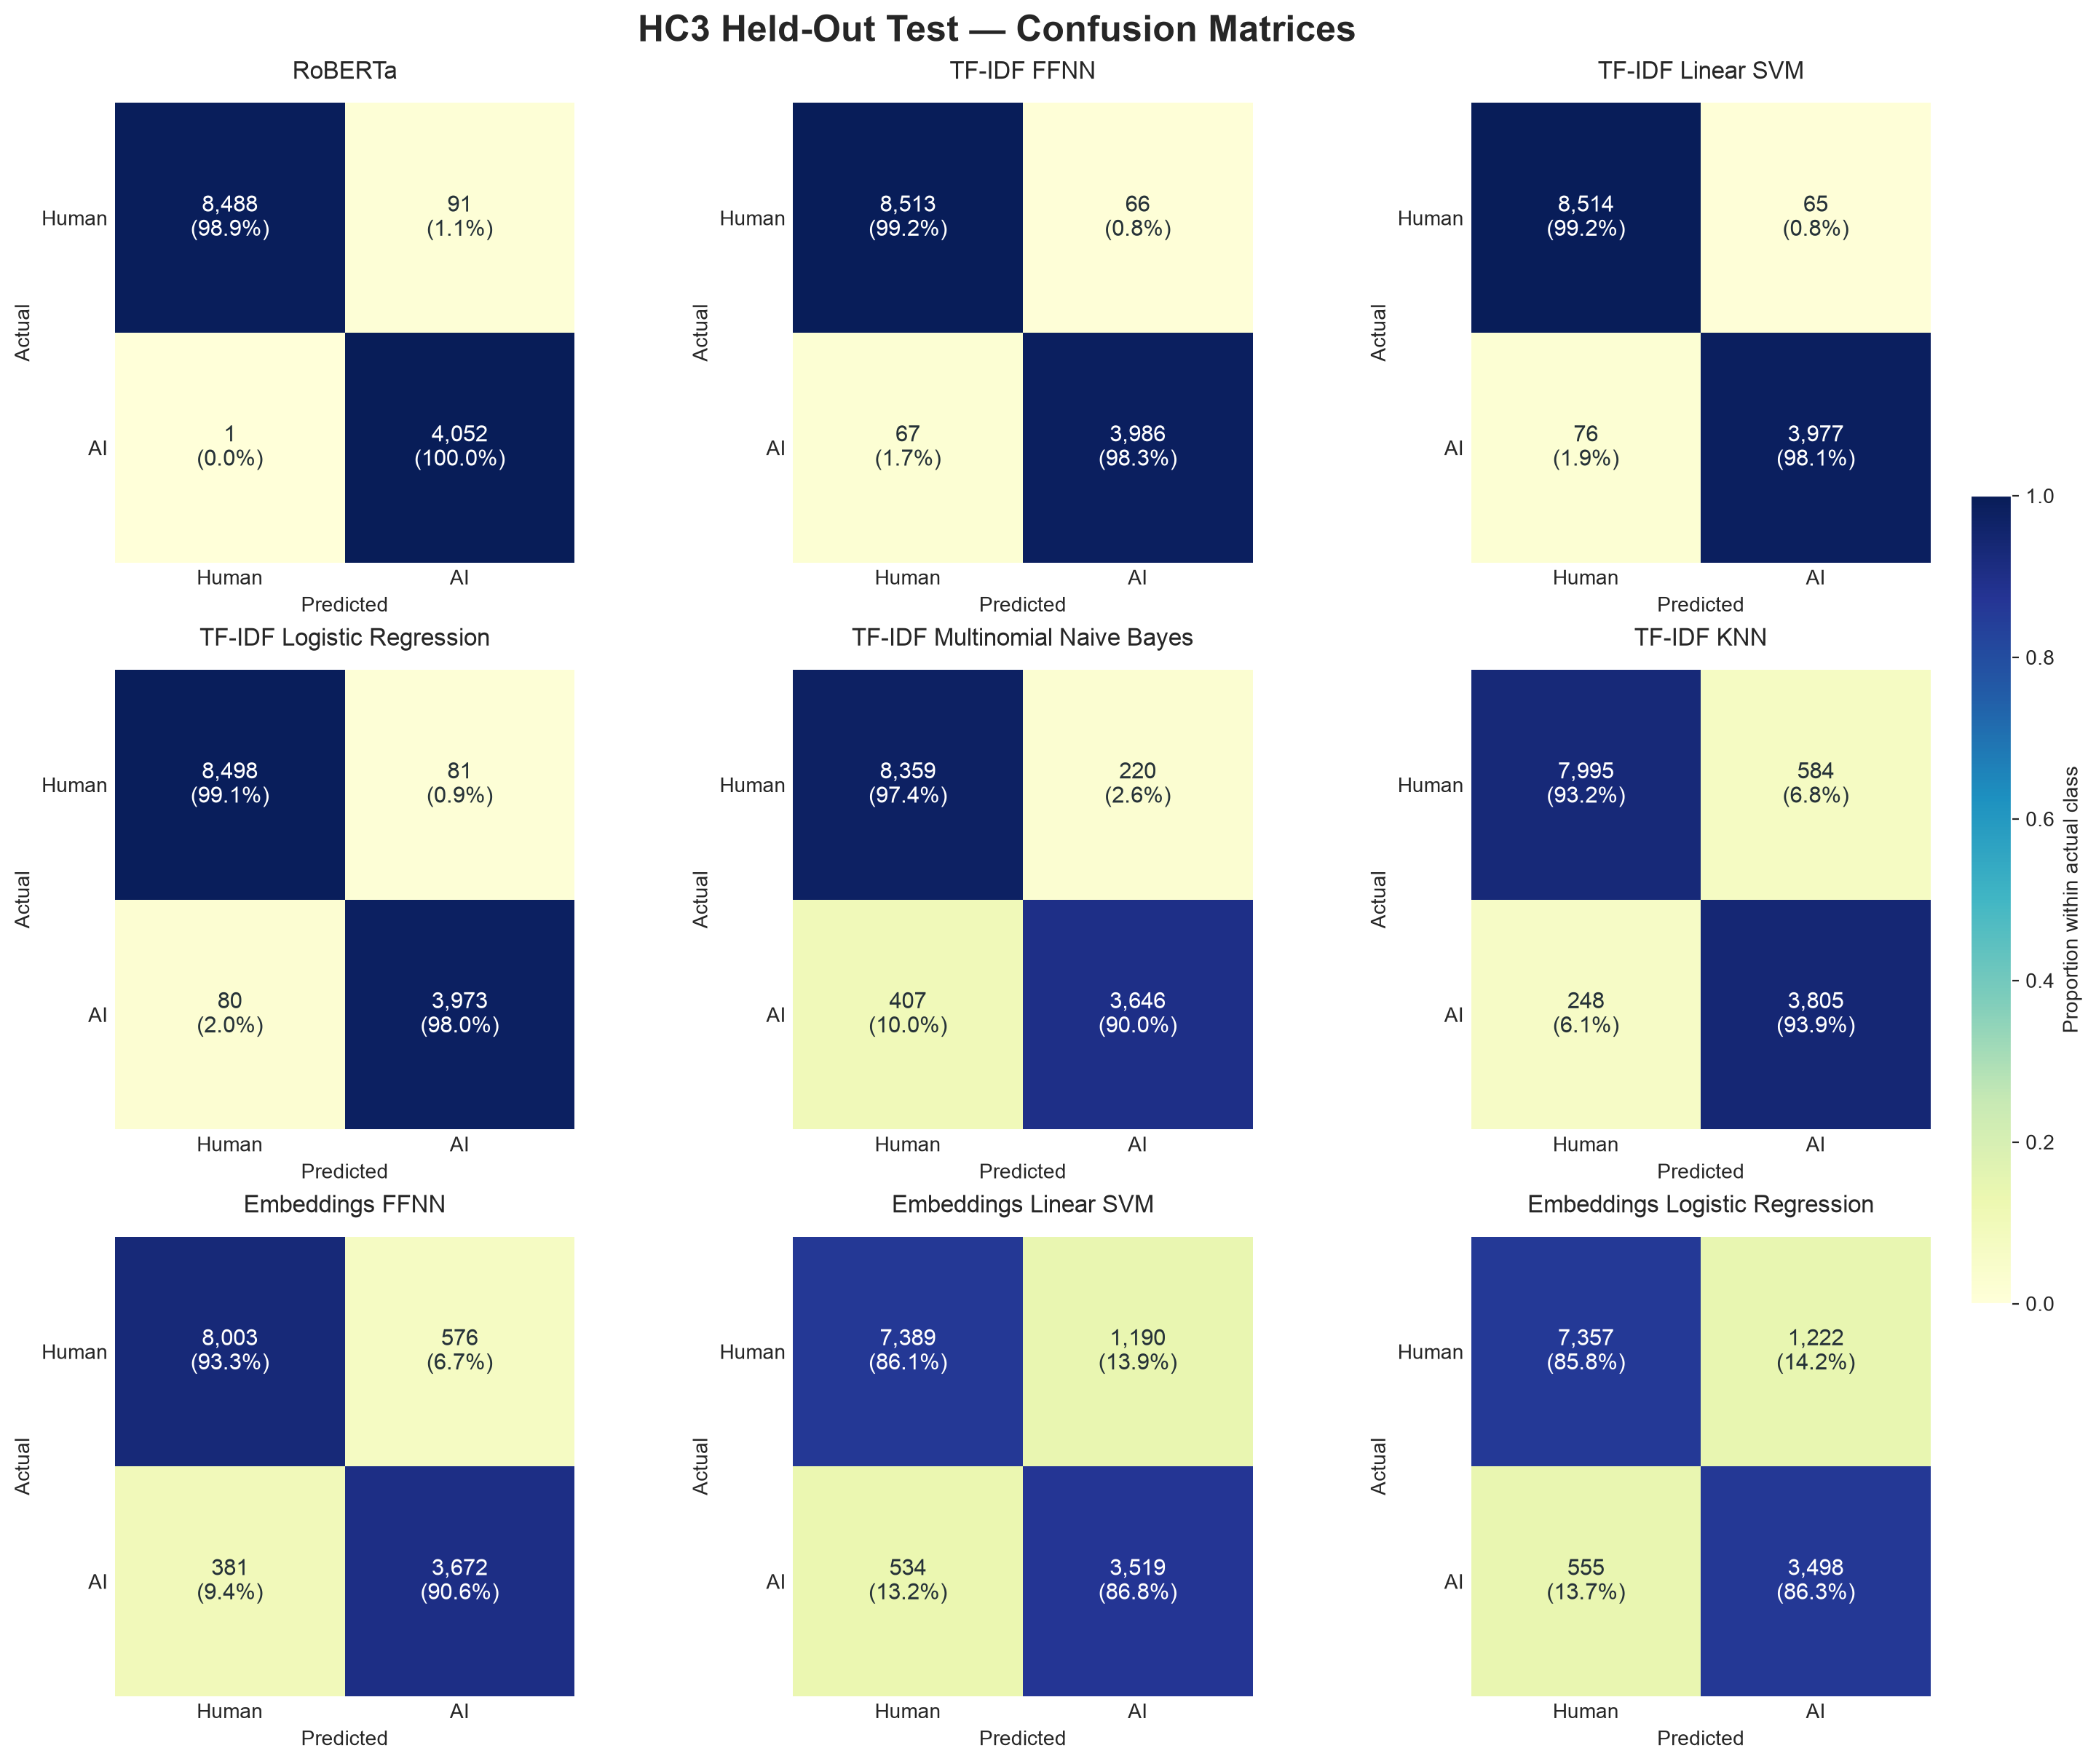 HC3 Held-Out Test — Confusion Matrices
RoBERTa
Actual
Human
8,488
(98.9%)
91
(1.1%)
AI
1
(0.0%)
4,052
(100.0%)
Human
AI
Predicted
TF-IDF FFNN
Actual
Human
8,513
(99.2%)
66
(0.8%)
AI
67
(1.7%)
3,986
(98.3%)
Human
AI
Predicted
TF-IDF Linear SVM
Actual
Human
8,514
(99.2%)
65
(0.8%)
AI
76
(1.9%)
3,977
(98.1%)
Human
AI
Predicted
TF-IDF Logistic Regression
Actual
Human
8,498
(99.1%)
81
(0.9%)
AI
80
(2.0%)
3,973
(98.0%)
Human
AI
Predicted
TF-IDF Multinomial Naive Bayes
Actual
Human
8,359
(97.4%)
220
(2.6%)
AI
407
(10.0%)
3,646
(90.0%)
Human
AI
Predicted
TF-IDF KNN
Actual
Human
7,995
(93.2%)
584
(6.8%)
AI
248
(6.1%)
3,805
(93.9%)
Human
AI
Predicted
Embeddings FFNN
Actual
Human
8,003
(93.3%)
576
(6.7%)
AI
381
(9.4%)
3,672
(90.6%)
Human
AI
Predicted
Embeddings Linear SVM
Actual
Human
7,389
(86.1%)
1,190
(13.9%)
AI
534
(13.2%)
3,519
(86.8%)
Human
AI
Predicted
Embeddings Logistic Regression
Actual
Human
7,357
(85.8%)
1,222
(14.2%)
AI
555
(13.7%)
3,498
(86.3%)
Human
AI
Predicted
1.0
0.8
0.6
0.4
0.2
0.0
Proportion within actual class